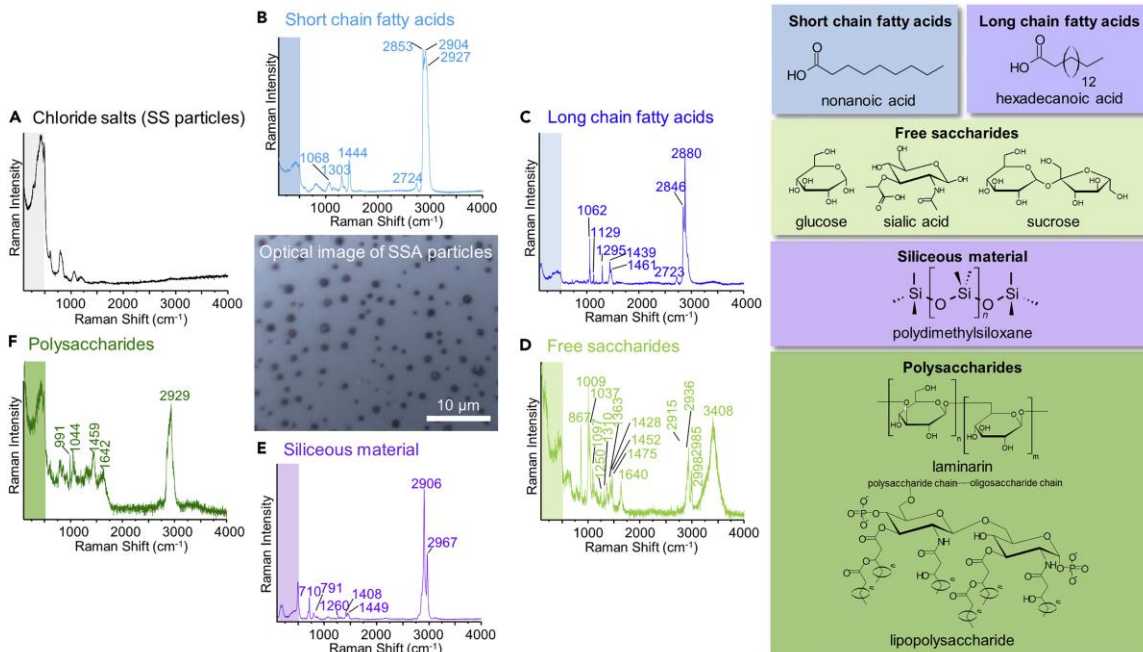 A
Chloride salts (SS particles)
Raman Intensity
1000 2000 3000 4000
Raman Shift (cm⁻¹)
B
Short chain fatty acids
Raman Intensity
2853
2904
2927
1068
1303
1444
2724
1000 2000 3000 4000
Raman Shift (cm⁻¹)
Optical image of SSA particles
10 µm
C
Long chain fatty acids
Raman Intensity
2880
2846
1062
1129
1295
1439
1461
2723
1000 2000 3000 4000
Raman Shift (cm⁻¹)
D
Free saccharides
Raman Intensity
867
1009
1037
1097
1250
1310
1363
1428
1452
1475
1640
2915
2936
2998
2985
3408
1000 2000 3000 4000
Raman Shift (cm⁻¹)
E
Siliceous material
Raman Intensity
710
791
1260
1408
1449
2906
2967
1000 2000 3000 4000
Raman Shift (cm⁻¹)
F
Polysaccharides
Raman Intensity
991
1044
1459
1642
2929
1000 2000 3000 4000
Raman Shift (cm⁻¹)
Short chain fatty acids
O
HO
nonanoic acid
Long chain fatty acids
O
HO
12
hexadecanoic acid
Free saccharides
glucose
sialic acid
sucrose
Siliceous material
Si O Si O Si
n
polydimethylsiloxane
Polysaccharides
n
m
laminarin
polysaccharide chain·····oligosaccharide chain
lipopolysaccharide